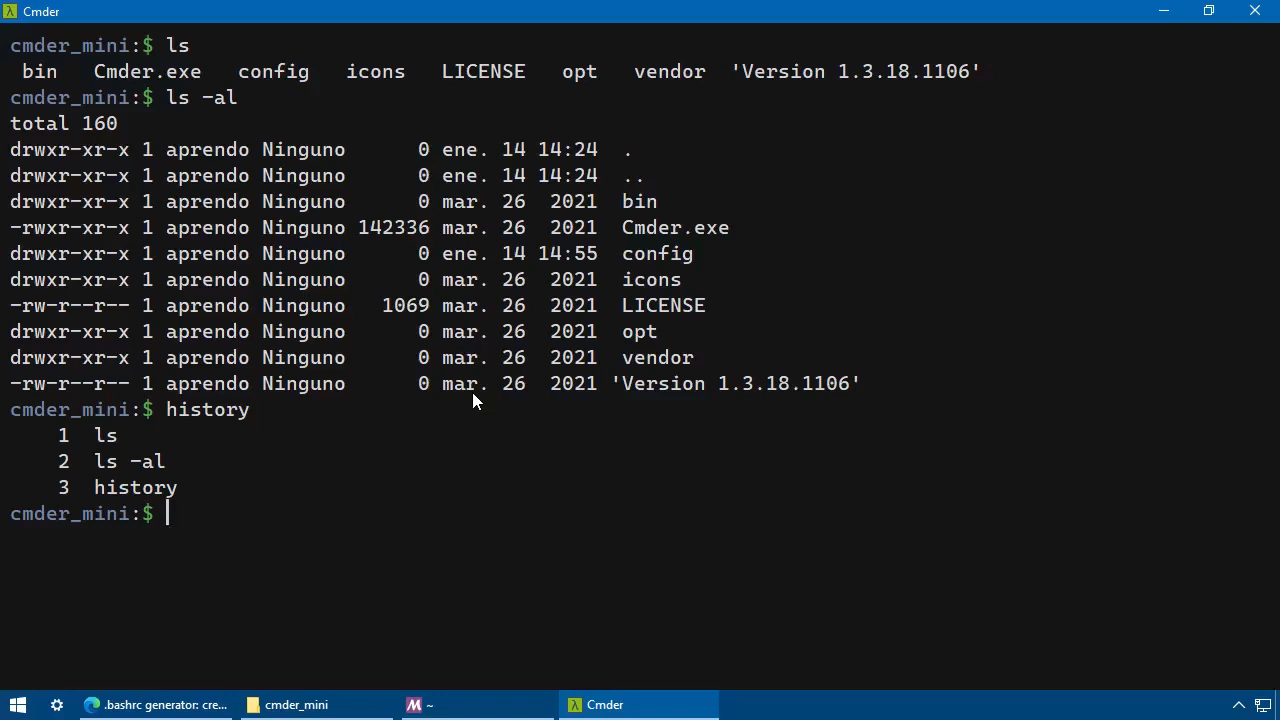 Cmder
cmder_mini:$ ls
 bin   Cmder.exe   config   icons   LICENSE   opt   vendor  'Version 1.3.18.1106'
cmder_mini:$ ls -al
total 160
drwxr-xr-x 1 aprendo Ninguno      0 ene. 14 14:24  .
drwxr-xr-x 1 aprendo Ninguno      0 ene. 14 14:24  ..
drwxr-xr-x 1 aprendo Ninguno      0 mar. 26  2021  bin
-rwxr-xr-x 1 aprendo Ninguno 142336 mar. 26  2021  Cmder.exe
drwxr-xr-x 1 aprendo Ninguno      0 ene. 14 14:55  config
drwxr-xr-x 1 aprendo Ninguno      0 mar. 26  2021  icons
-rw-r--r-- 1 aprendo Ninguno   1069 mar. 26  2021  LICENSE
drwxr-xr-x 1 aprendo Ninguno      0 mar. 26  2021  opt
drwxr-xr-x 1 aprendo Ninguno      0 mar. 26  2021  vendor
-rw-r--r-- 1 aprendo Ninguno      0 mar. 26  2021 'Version 1.3.18.1106'
cmder_mini:$ history
    1  ls
    2  ls -al
    3  history
cmder_mini:$
.bashrc generator: cre... cmder_mini M ~ Cmder